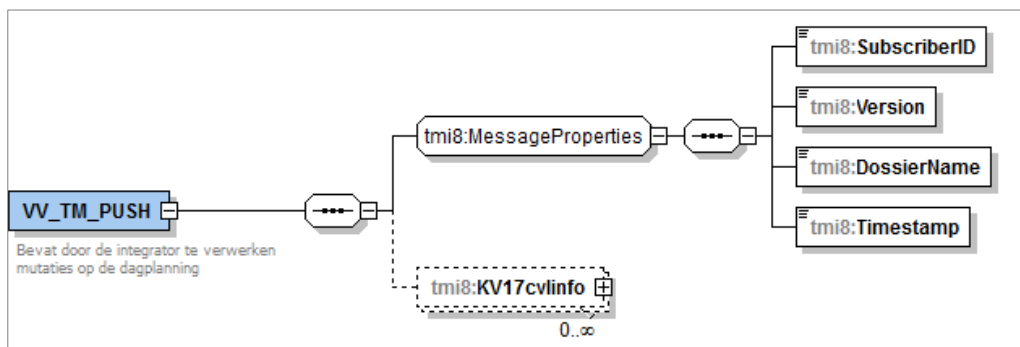 tmi8:SubscriberID
tmi8:Version
tmi8:MessageProperties
tmi8:DossierName
tmi8:Timestamp
VV_TM_PUSH
Bevat door de integrator te verwerken
mutaties op de dagplanning
tmi8:KV17cvlinfo
0..∞